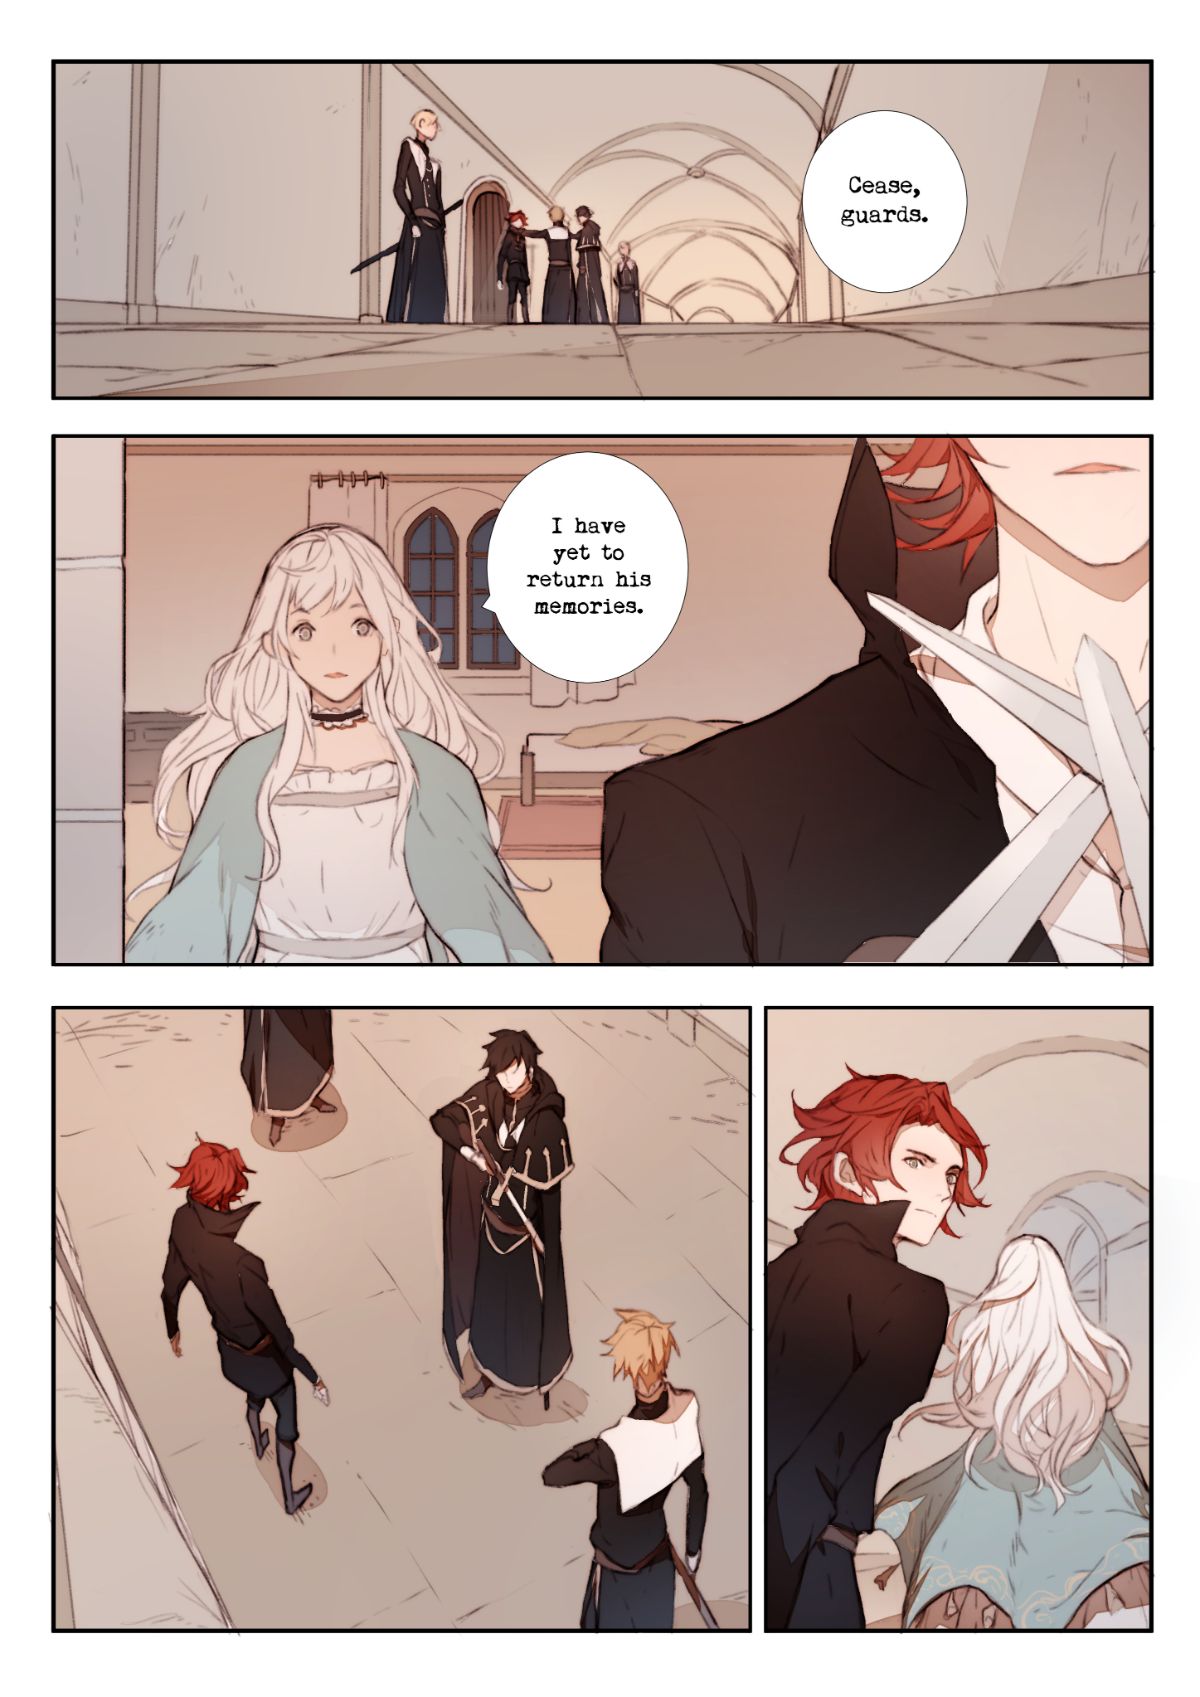 Cease,
guards.
I have
yet to
return his
memories.